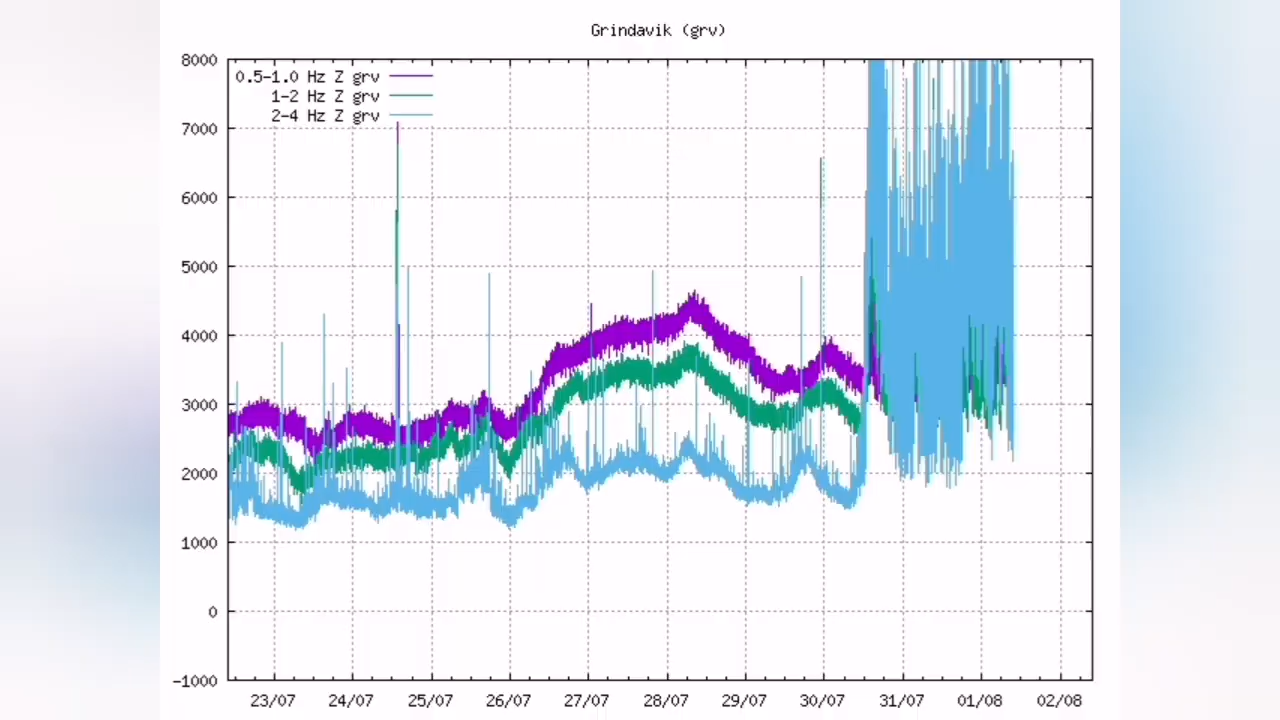 Grindavik (grv)
8000
7000
6000
5000
4000
3000
2000
1000
0
-1000
0.5-1.0 Hz Z grv
1-2 Hz Z grv
2-4 Hz Z grv
23/07 24/07 25/07 26/07 27/07 28/07 29/07 30/07 31/07 01/08 02/08